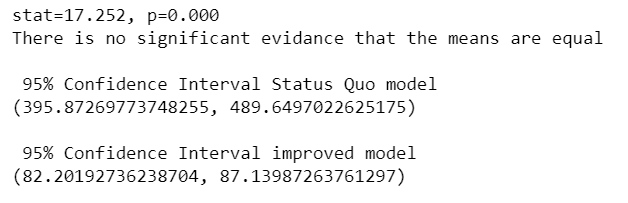 stat=17.252, p=0.000
There is no significant evidence that the means are equal
95% Confidence Interval Status Quo model
(395.87269773748255, 489.6497022625175)
95% Confidence Interval improved model
(82.20192736238704, 87.13987263761297)